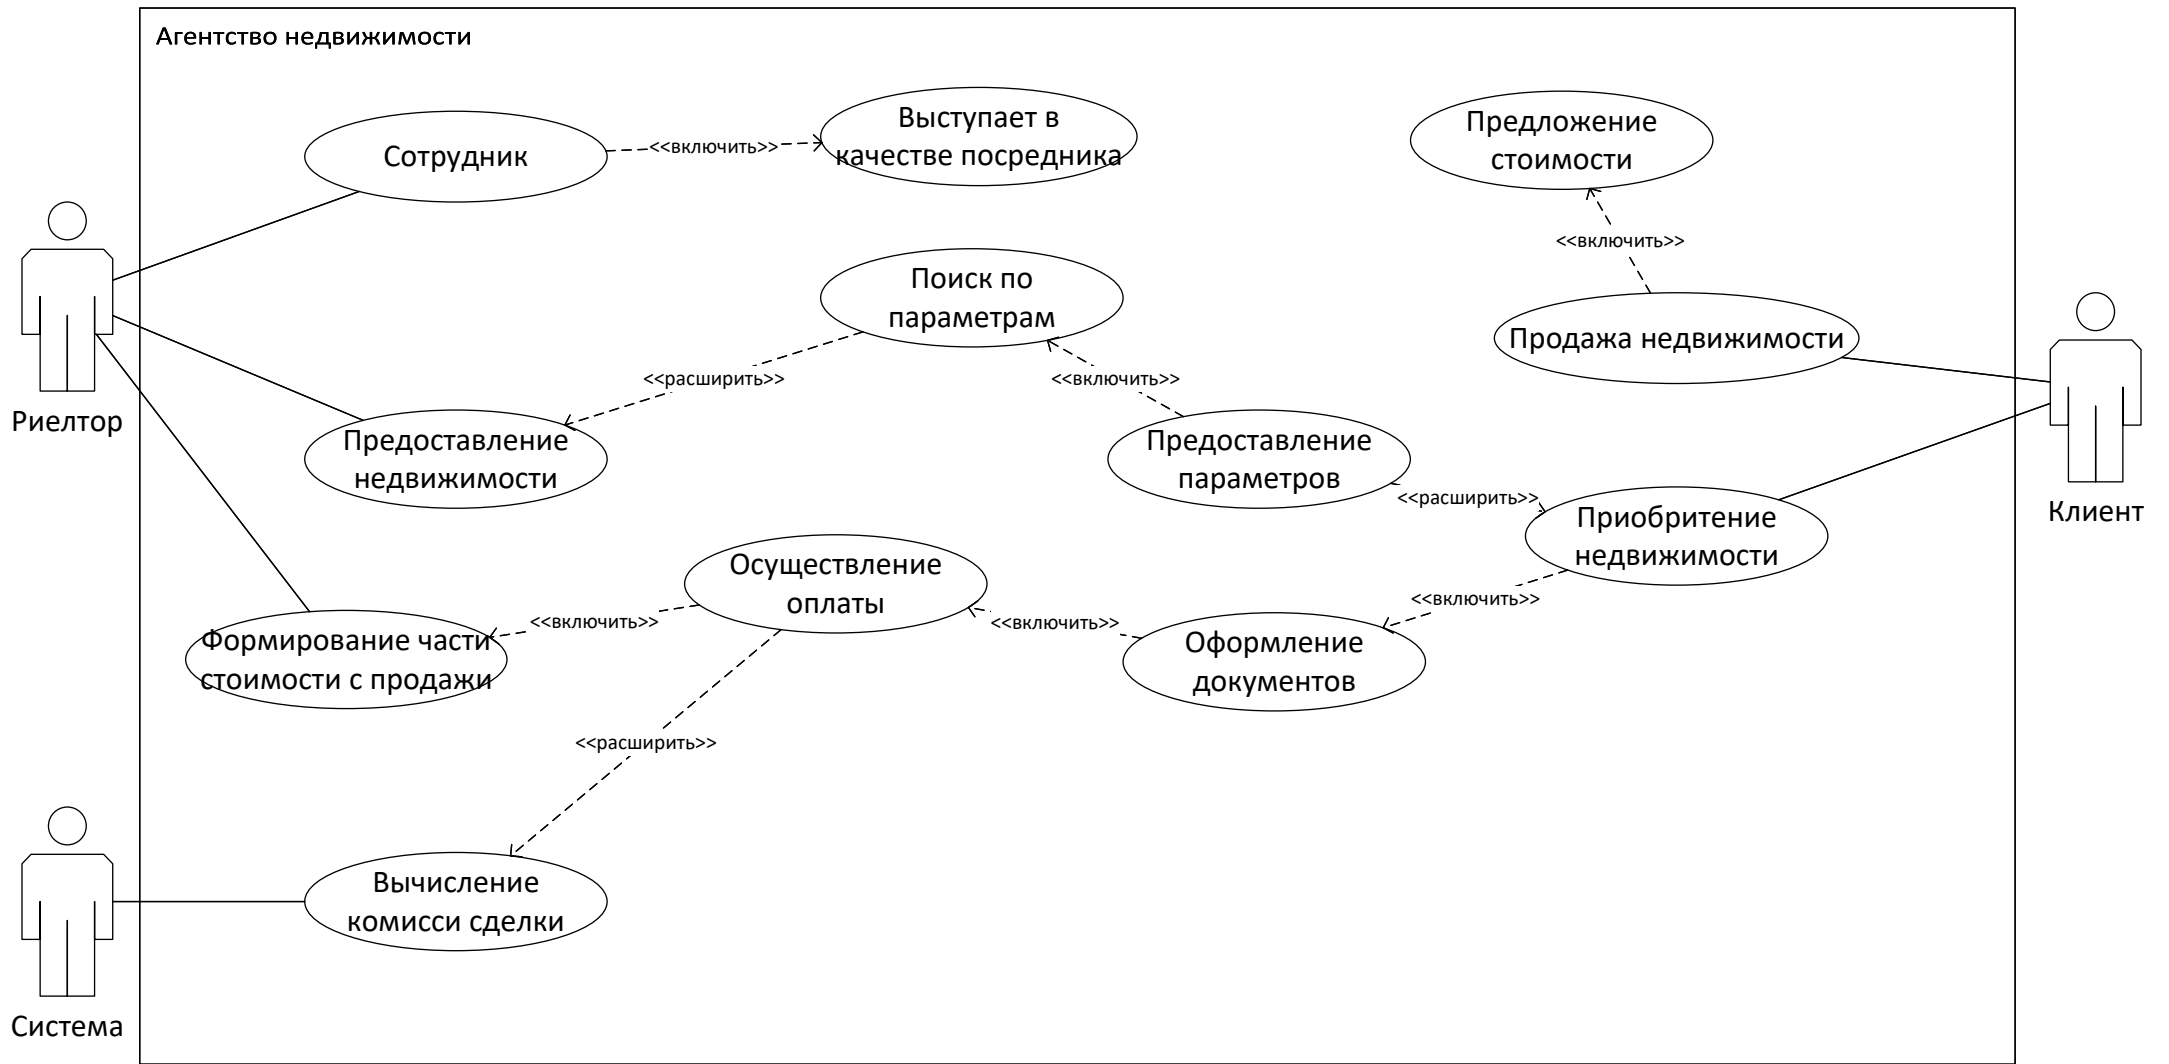 Агентство недвижимости
Сотрудник
<<включить>>
Выступает в
качестве посредника
Предложение
стоимости
<<включить>>
Поиск по
параметрам
Продажа недвижимости
<<расширить>>
<<включить>>
Риелтор
Предоставление
недвижимости
Предоставление
параметров
<<расширить>>
Приобритение
недвижимости
Клиент
Осуществление
оплаты
<<включить>>
<<включить>>
<<включить>>
Формирование части
стоимости с продажи
Оформление
документов
<<расширить>>
Вычисление
комисси сделки
Система